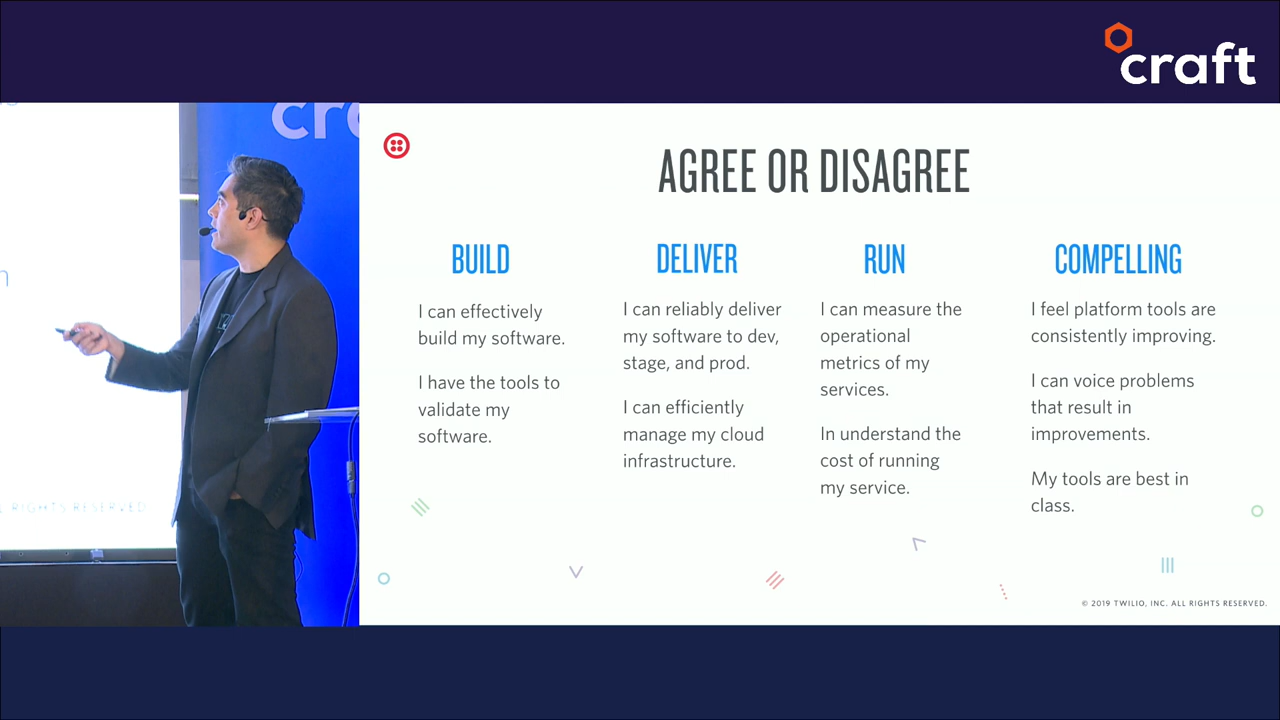 craft
cr
AGREE OR DISAGREE
BUILD
I can effectively
build my software.
I have the tools to
validate my
software.
DELIVER
I can reliably deliver
my software to dev,
stage, and prod.
I can efficiently
manage my cloud
infrastructure.
RUN
I can measure the
operational
metrics of my
services.
In understand the
cost of running
my service.
COMPELLING
I feel platform tools are
consistently improving.
I can voice problems
that result in
improvements.
My tools are best in
class.
RIGHTS RESERVED
© 2019 TWILIO, INC. ALL RIGHTS RESERVED.